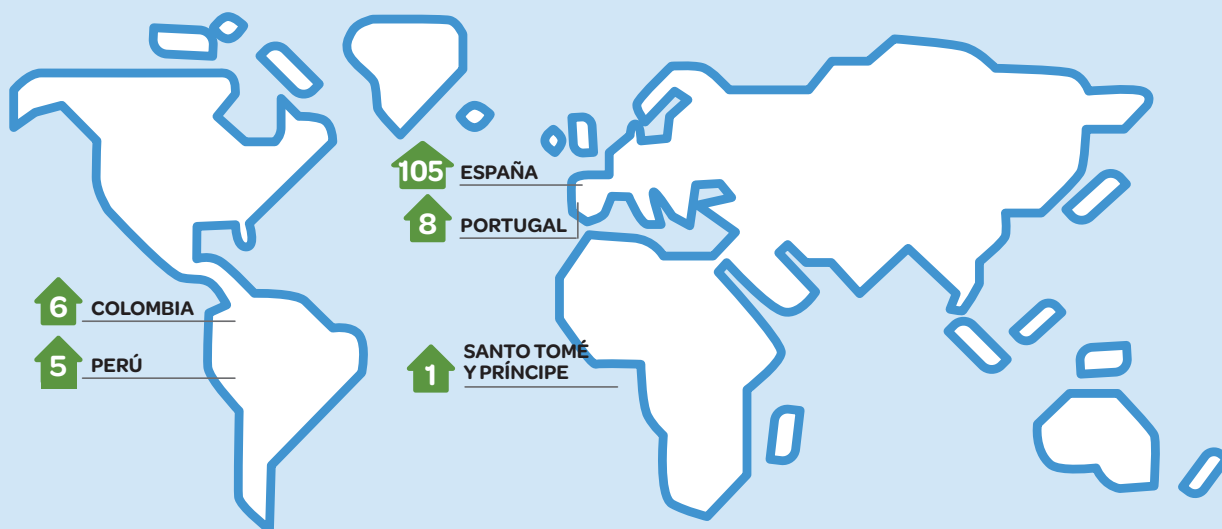 105 ESPAÑA
8 PORTUGAL
6 COLOMBIA
5 PERÚ
1 SANTO TOMÉ
Y PRÍNCIPE